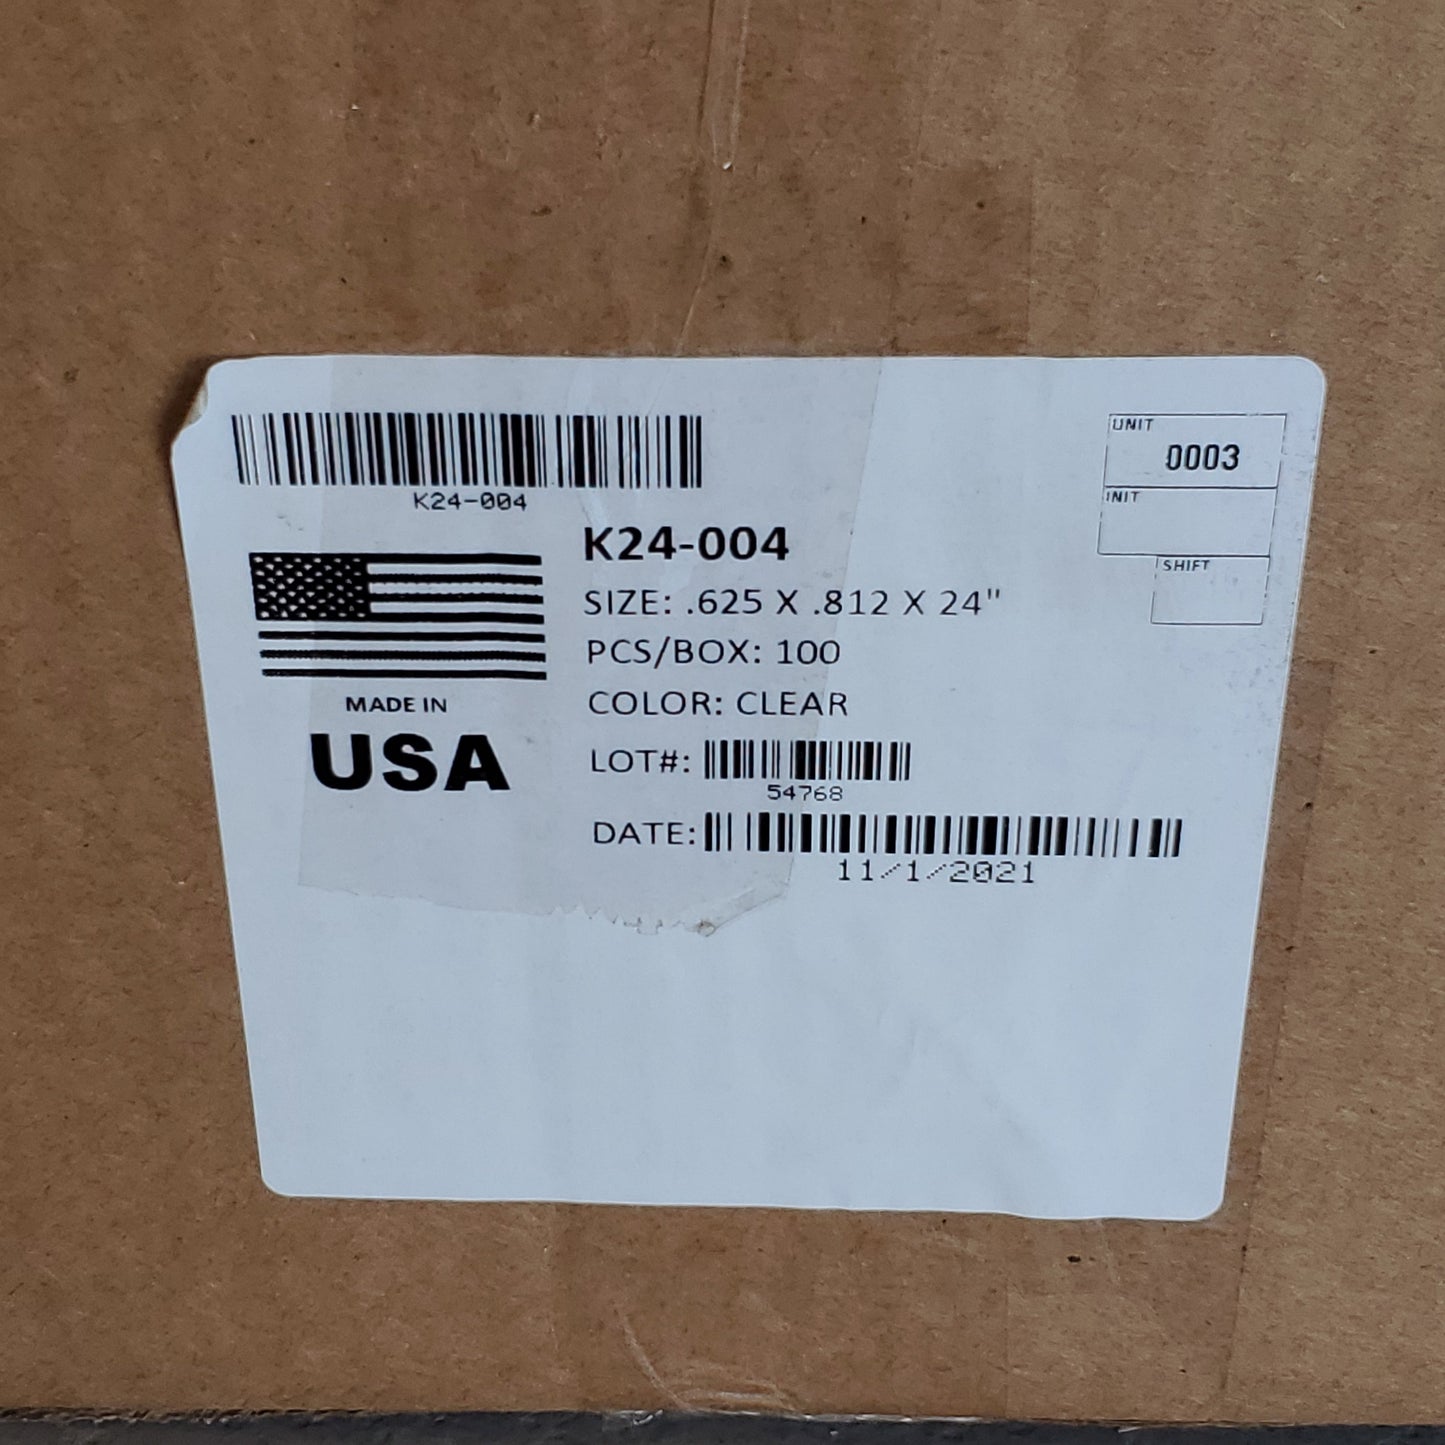 K24-004
UNIT
0003
INIT
SHIFT
K24-004
SIZE: .625 X .812 X 24"
PCS/BOX: 100
COLOR: CLEAR
LOT#:
54768
DATE:
11/1/2021
MADE IN
USA